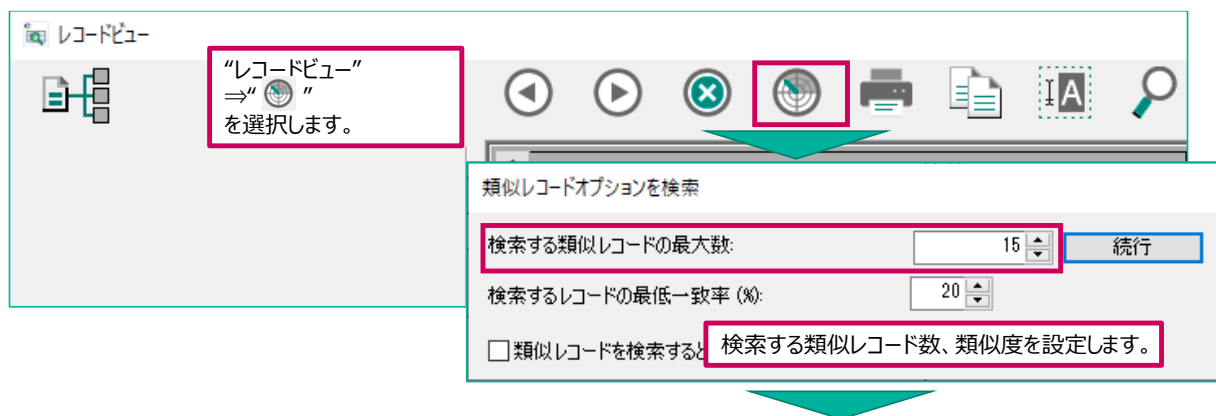 レコードビュー
“レコードビュー”
⇒“ ”
を選択します。
類似レコードオプションを検索
検索する類似レコードの最大数: 15 続行
検索するレコードの最低一致率 (%): 20
類似レコードを検索すると
検索する類似レコード数、類似度を設定します。